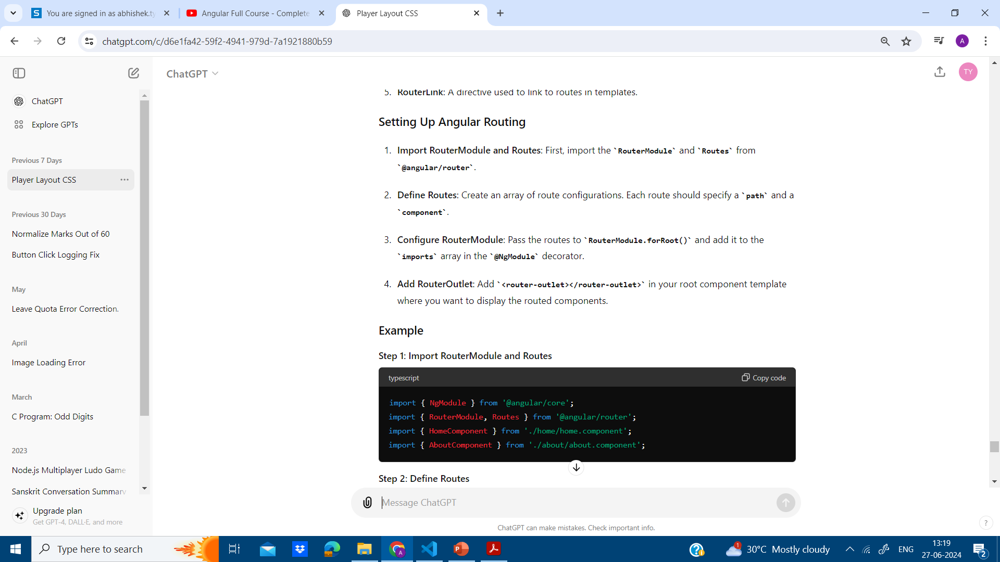 You are signed in as abhishek.ty
Angular Full Course - Complete
Player Layout CSS
chatgpt.com/c/d6e1fa42-59f2-4941-979d-7a1921880b59
A
ChatGPT
TY
ChatGPT
Explore GPTs
Previous 7 Days
Player Layout CSS
Previous 30 Days
Normalize Marks Out of 60
Button Click Logging Fix
May
Leave Quota Error Correction.
April
Image Loading Error
March
C Program: Odd Digits
2023
Node.js Multiplayer Ludo Game
Sanskrit Conversation Summary
Upgrade plan
Get GPT-4, DALL·E, and more
5. RouterLink: A directive used to link to routes in templates.
Setting Up Angular Routing
1. Import RouterModule and Routes: First, import the `RouterModule` and `Routes` from
`@angular/router`.
2. Define Routes: Create an array of route configurations. Each route should specify a `path` and a
`component`.
3. Configure RouterModule: Pass the routes to `RouterModule.forRoot()` and add it to the
`imports` array in the `@NgModule` decorator.
4. Add RouterOutlet: Add `<router-outlet></router-outlet>` in your root component template
where you want to display the routed components.
Example
Step 1: Import RouterModule and Routes
typescript
Copy code
import { NgModule } from '@angular/core';
import { RouterModule, Routes } from '@angular/router';
import { HomeComponent } from './home/home.component';
import { AboutComponent } from './about/about.component';
Step 2: Define Routes
Message ChatGPT
ChatGPT can make mistakes. Check important info.
?
Type here to search
1
30°C Mostly cloudy
ENG
13:19
27-06-2024
2